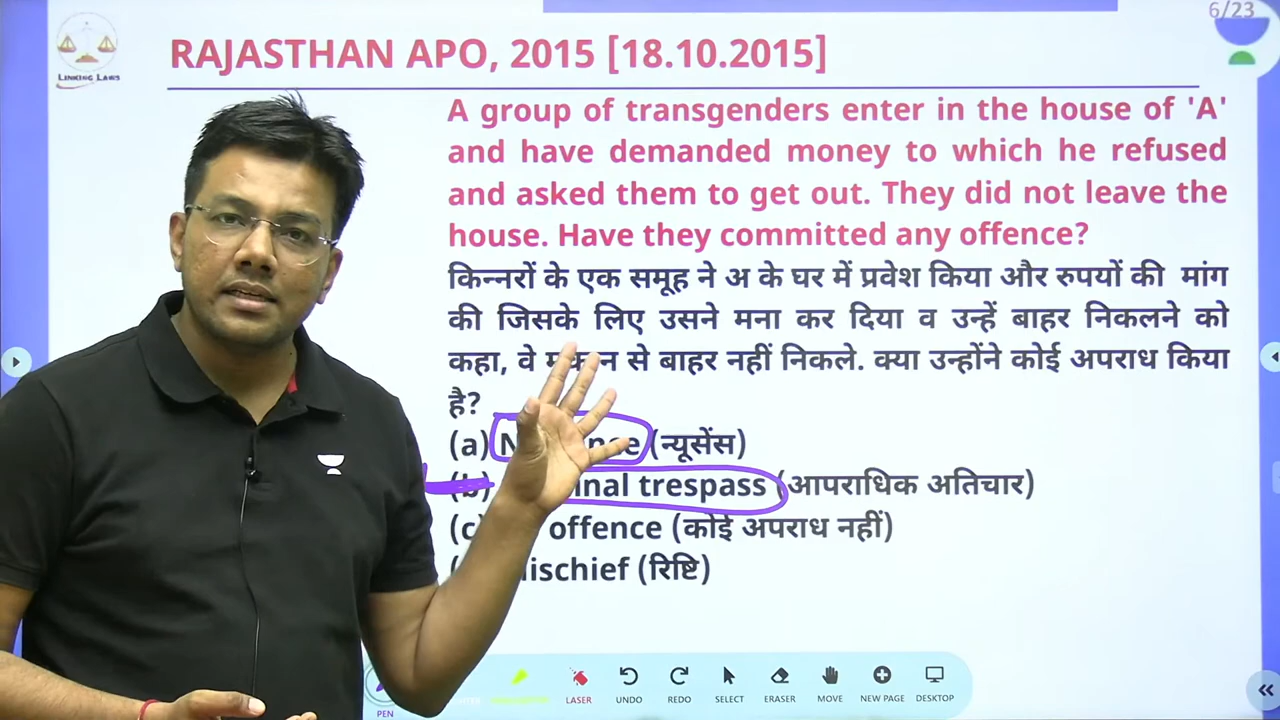 6/23
LINKING LAWS
RAJASTHAN APO, 2015 [18.10.2015]
A group of transgenders enter in the house of 'A'
and have demanded money to which he refused
and asked them to get out. They did not leave the
house. Have they committed any offence?
किन्नरों के एक समूह ने अ के घर में प्रवेश किया और रुपयों की मांग
की जिसके लिए उसने मना कर दिया व उन्हें बाहर निकलने को
कहा, वे से बाहर नहीं निकले. क्या उन्होंने कोई अपराध किया
है?
(a) (न्यूसेंस)
(b) trespass (आपराधिक अतिचार)
(c) offence (कोई अपराध नहीं)
(रिष्टि)
PEN
LASER
UNDO
REDO
SELECT
ERASER
MOVE
NEW PAGE
DESKTOP